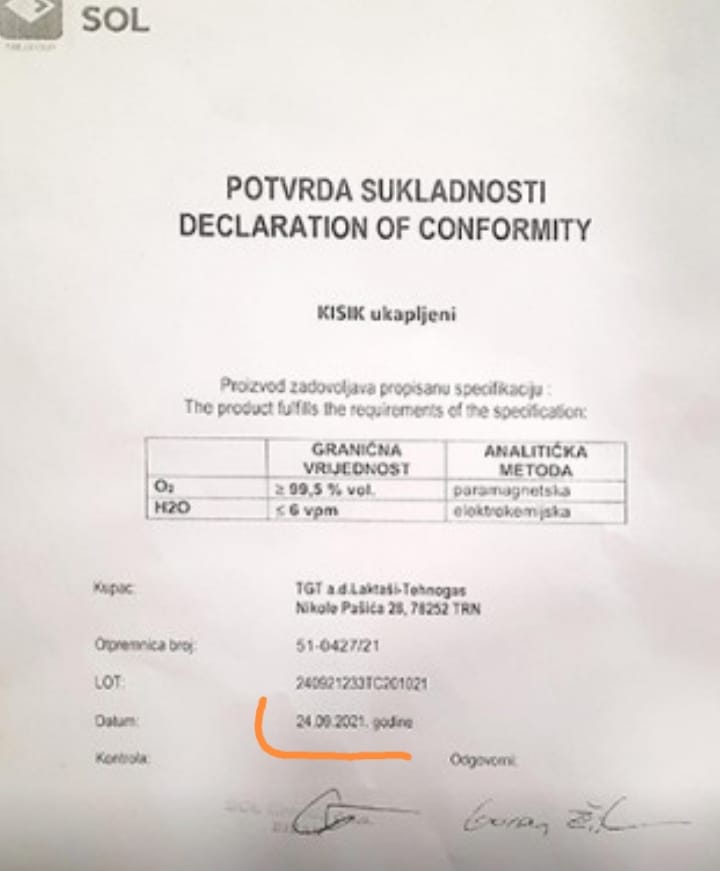 SOL
POTVRDA SUKLADNOSTI
DECLARATION OF CONFORMITY
KISIK ukapljeni
Proizvod zadovoljava propisanu specifikaciju :
The product fulfills the requirements of the specification:
GRANIČNA VRIJEDNOST ANALITIČKA METODA
O₂ ≥ 99,5 % vol. paramagnetska
H2O ≤ 6 vpm elektrokemijska
Kupac: TGT a.d.Laktaši-Tehnogas
Nikole Pašića 28, 78252 TRN
Otpremnica broj: 51-0427/21
LOT: 240921233TC201021
Datum: 24.09.2021. godine
Kontrola: Odgovorni:
SOL
Goran